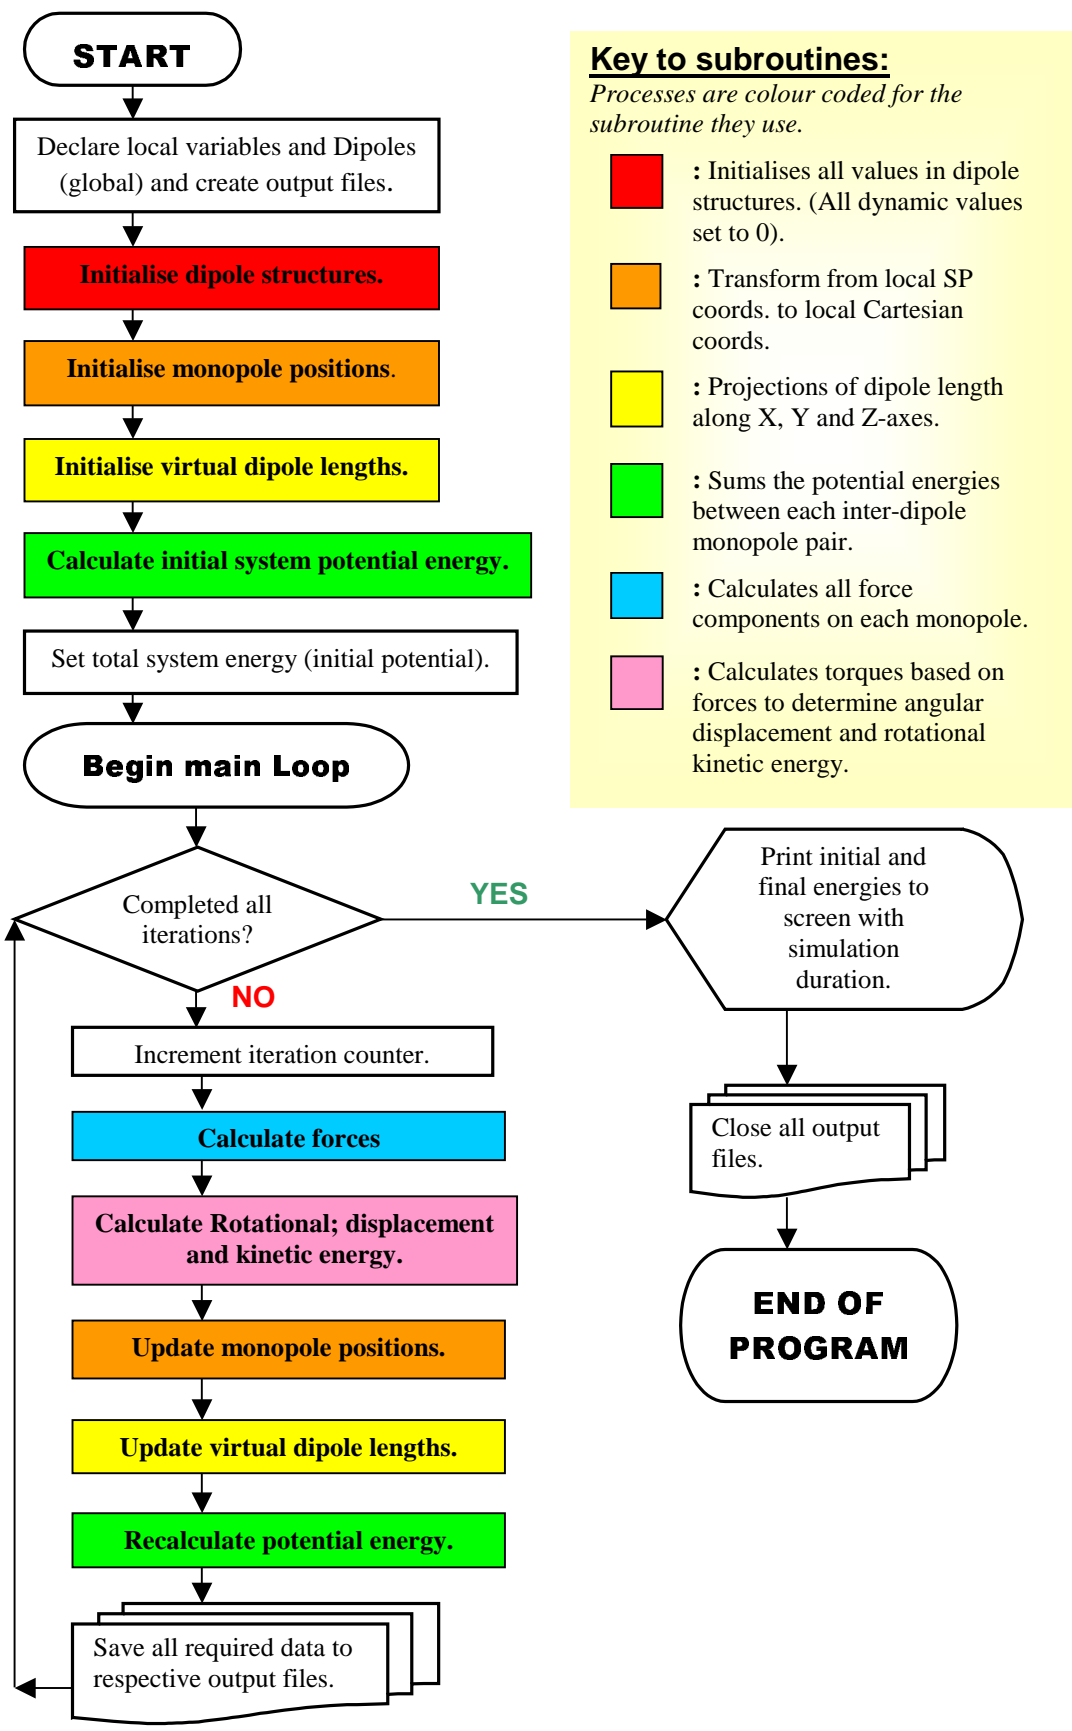 START
Declare local variables and Dipoles
(global) and create output files.
Initialise dipole structures.
Initialise monopole positions.
Initialise virtual dipole lengths.
Calculate initial system potential energy.
Set total system energy (initial potential).
Begin main Loop
Completed all
iterations?
YES
NO
Increment iteration counter.
Calculate forces
Calculate Rotational; displacement
and kinetic energy.
Update monopole positions.
Update virtual dipole lengths.
Recalculate potential energy.
Save all required data to
respective output files.
Key to subroutines:
Processes are colour coded for the
subroutine they use.
: Initialises all values in dipole
structures. (All dynamic values
set to 0).
: Transform from local SP
coords. to local Cartesian
coords.
: Projections of dipole length
along X, Y and Z-axes.
: Sums the potential energies
between each inter-dipole
monopole pair.
: Calculates all force
components on each monopole.
: Calculates torques based on
forces to determine angular
displacement and rotational
kinetic energy.
Print initial and
final energies to
screen with
simulation
duration.
Close all output
files.
END OF
PROGRAM